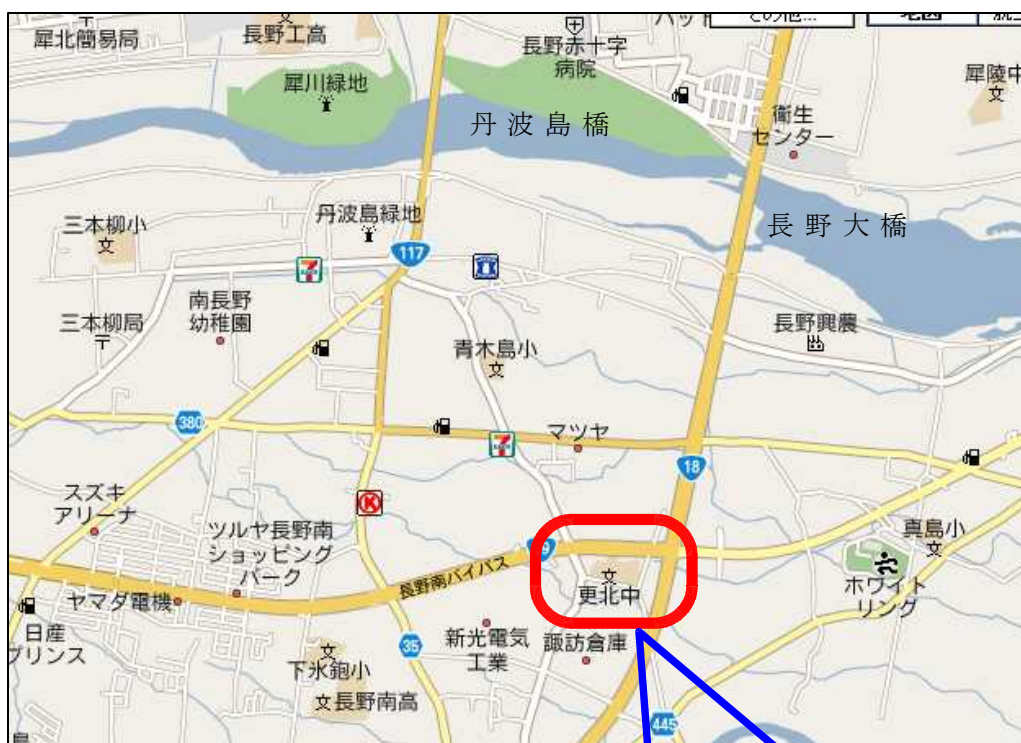 犀北簡易局
長野工高
長野赤十字
病院
その他...
地図
犀川緑地
丹波島橋
衛生
センター
犀陵中
三本柳小
丹波島緑地
117
長野大橋
南長野
幼稚園
三本柳局
青木島小
長野興農
380
マツヤ
18
スズキ
アリーナ
ツルヤ長野南
ショッピング
パーク
真島小
長野南バイパス
ホワイト
リング
ヤマダ電機
更北中
日産
プリンス
35
新光電気
工業
諏訪倉庫
下氷鉋小
長野南高
445
島